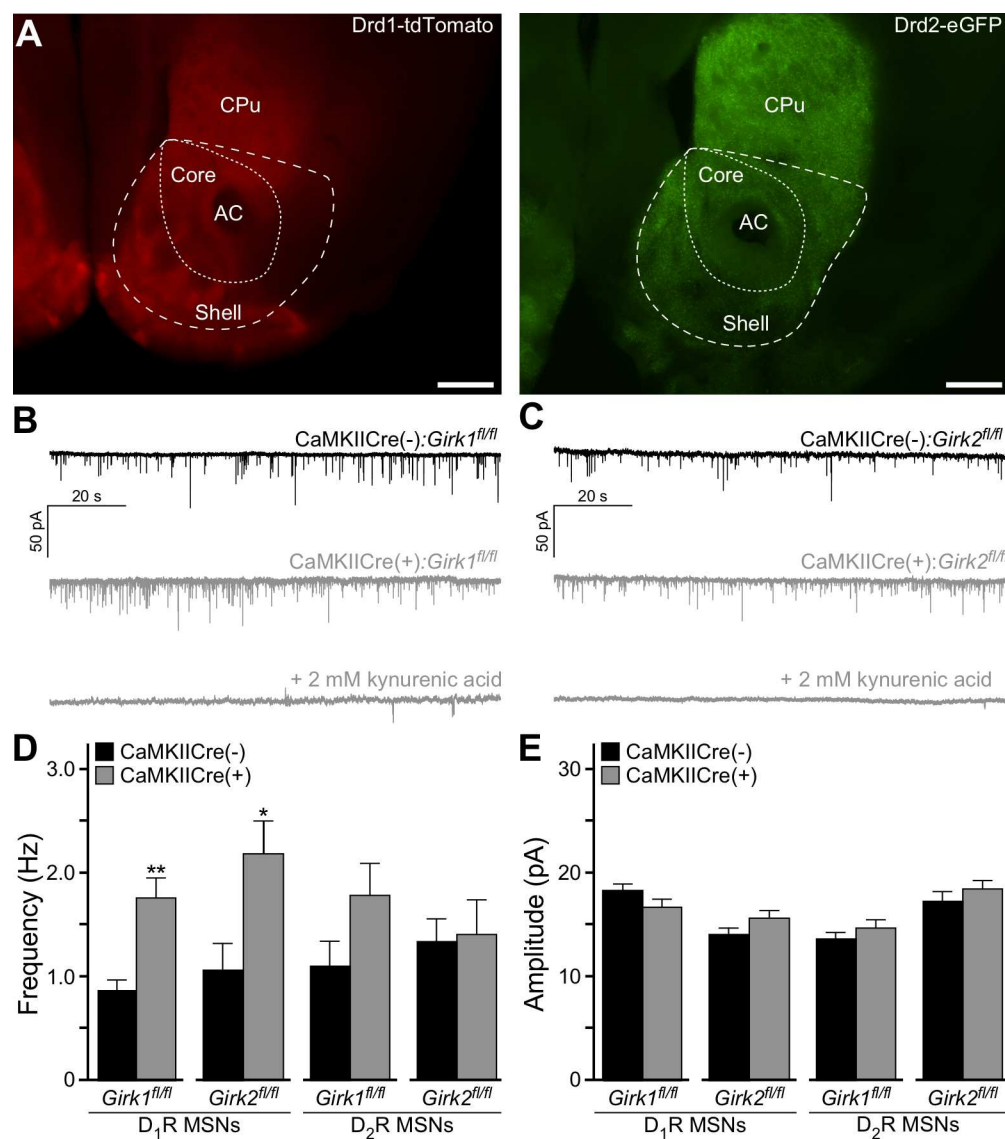 A
Drd1-tdTomato
CPu
Core
AC
Shell
Drd2-eGFP
CPu
Core
AC
Shell
B
CaMKIICre(-):Girk1fl/fl
20 s
50 pA
CaMKIICre(+):Girk1fl/fl
+ 2 mM kynurenic acid
C
CaMKIICre(-):Girk2fl/fl
20 s
50 pA
CaMKIICre(+):Girk2fl/fl
+ 2 mM kynurenic acid
D
CaMKIICre(-)
CaMKIICre(+)
Frequency (Hz)
3.0
2.0
1.0
0
**
*
Girk1fl/fl Girk2fl/fl Girk1fl/fl Girk2fl/fl
D1R MSNs D2R MSNs
E
CaMKIICre(-)
CaMKIICre(+)
Amplitude (pA)
30
20
10
0
Girk1fl/fl Girk2fl/fl Girk1fl/fl Girk2fl/fl
D1R MSNs D2R MSNs